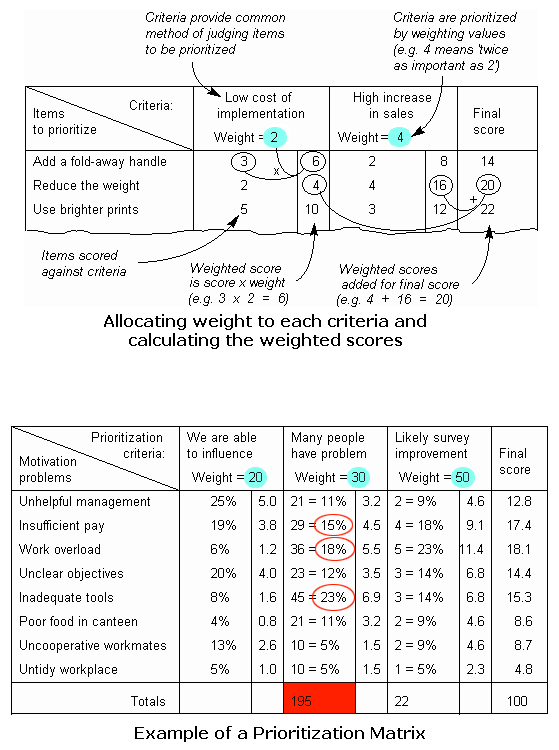 Criteria provide common
method of judging items
to be prioritized
Criteria are prioritized
by weighting values
(e.g. 4 means 'twice
as important as 2')
Criteria:
Items
to prioritize
Low cost of
implementation
Weight = 2
High increase
in sales
Weight = 4
Final
score
Add a fold-away handle 3 x 6 2 8 14
Reduce the weight 2 4 4 16 + 20
Use brighter prints 5 10 3 12 22
Items scored
against criteria
Weighted score
is score x weight
(e.g. 3 x 2 = 6)
Weighted scores
added for final score
(e.g. 4 + 16 = 20)
Allocating weight to each criteria and
calculating the weighted scores
Prioritization
criteria:
Motivation
problems
We are able
to influence
Weight = 20
Many people
have problem
Weight = 30
Likely survey
improvement
Weight = 50
Final
score
Unhelpful management 25% 5.0 21 = 11% 3.2 2 = 9% 4.6 12.8
Insufficient pay 19% 3.8 29 = 15% 4.5 4 = 18% 9.1 17.4
Work overload 6% 1.2 36 = 18% 5.5 5 = 23% 11.4 18.1
Unclear objectives 20% 4.0 23 = 12% 3.5 3 = 14% 6.8 14.4
Inadequate tools 8% 1.6 45 = 23% 6.9 3 = 14% 6.8 15.3
Poor food in canteen 4% 0.8 21 = 11% 3.2 2 = 9% 4.6 8.6
Uncooperative workmates 13% 2.6 10 = 5% 1.5 2 = 9% 4.6 8.7
Untidy workplace 5% 1.0 10 = 5% 1.5 1 = 5% 2.3 4.8
Totals 195 22 100
Example of a Prioritization Matrix